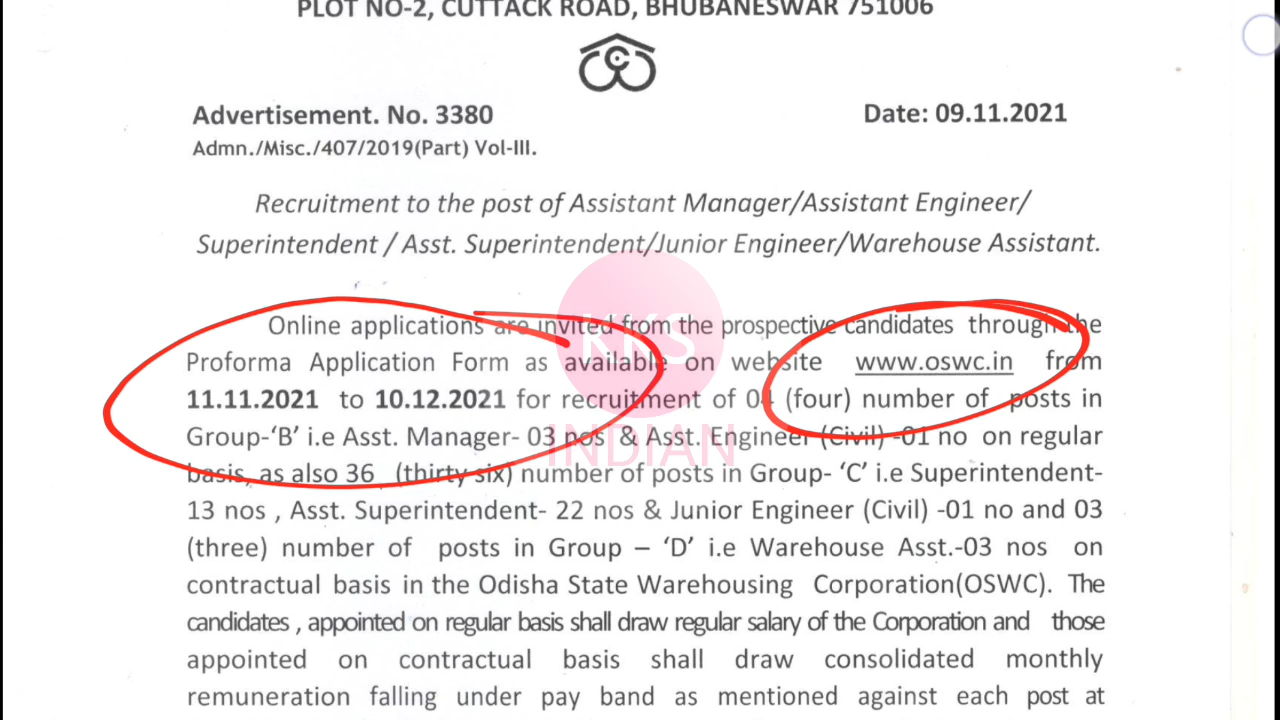 PLOT NO-2, CUTTACK ROAD, BHUBANESWAR 751006
Advertisement. No. 3380 Date: 09.11.2021
Admn./Misc./407/2019(Part) Vol-III.
Recruitment to the post of Assistant Manager/Assistant Engineer/
Superintendent / Asst. Superintendent/Junior Engineer/Warehouse Assistant.
Online applications are invited from the prospective candidates through the
Proforma Application Form as available on website www.oswc.in from
11.11.2021 to 10.12.2021 for recruitment of 04 (four) number of posts in
Group-‘B’ i.e Asst. Manager- 03 nos & Asst. Engineer (Civil) -01 no on regular
basis, as also 36 (thirty six) number of posts in Group- ‘C’ i.e Superintendent-
13 nos , Asst. Superintendent- 22 nos & Junior Engineer (Civil) -01 no and 03
(three) number of posts in Group – ‘D’ i.e Warehouse Asst.-03 nos on
contractual basis in the Odisha State Warehousing Corporation(OSWC). The
candidates , appointed on regular basis shall draw regular salary of the Corporation and those
appointed on contractual basis shall draw consolidated monthly
remuneration falling under pay band as mentioned against each post at
KKS
INDIAN